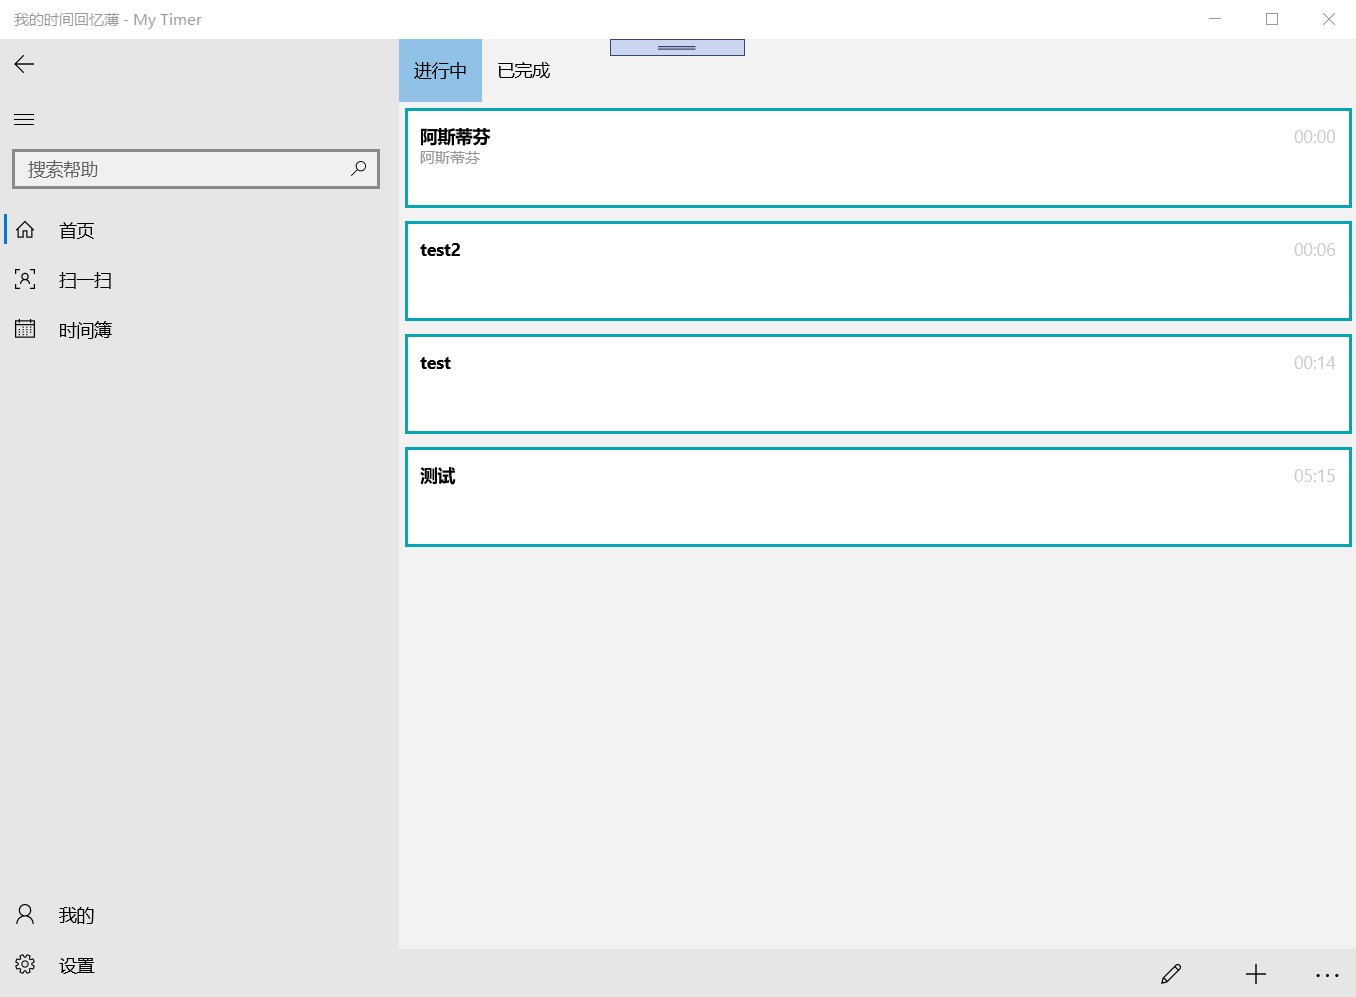 我的时间回忆薄 - My Timer
进行中
已完成
搜索帮助
首页
扫一扫
时间簿
阿斯蒂芬
00:00
阿斯蒂芬
test2
00:06
test
00:14
测试
05:15
我的
设置